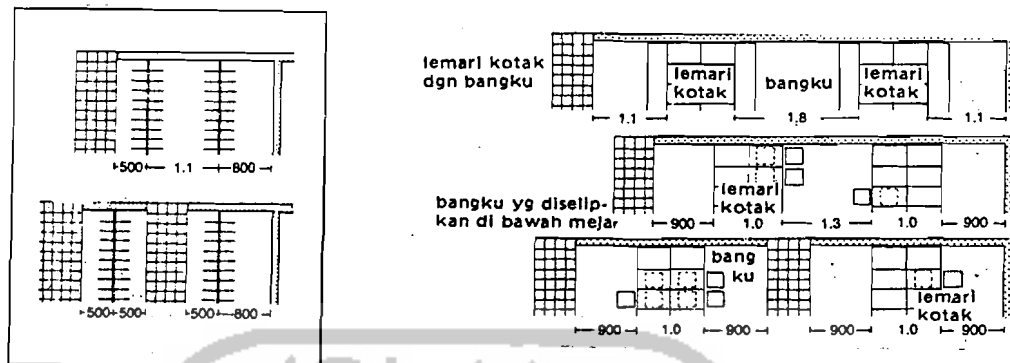 500 1.1 800
500 500 500 800
lemari kotak
dgn bangku
lemari
kotak
bangku
lemari
kotak
1.1 1,8 1.1
bangku yg diselip-
kan di bawah mejar
lemari
kotak
900 1.0 1.3 1.0 900
bang
ku
lemari
kotak
900 1.0 900 900 1.0 900